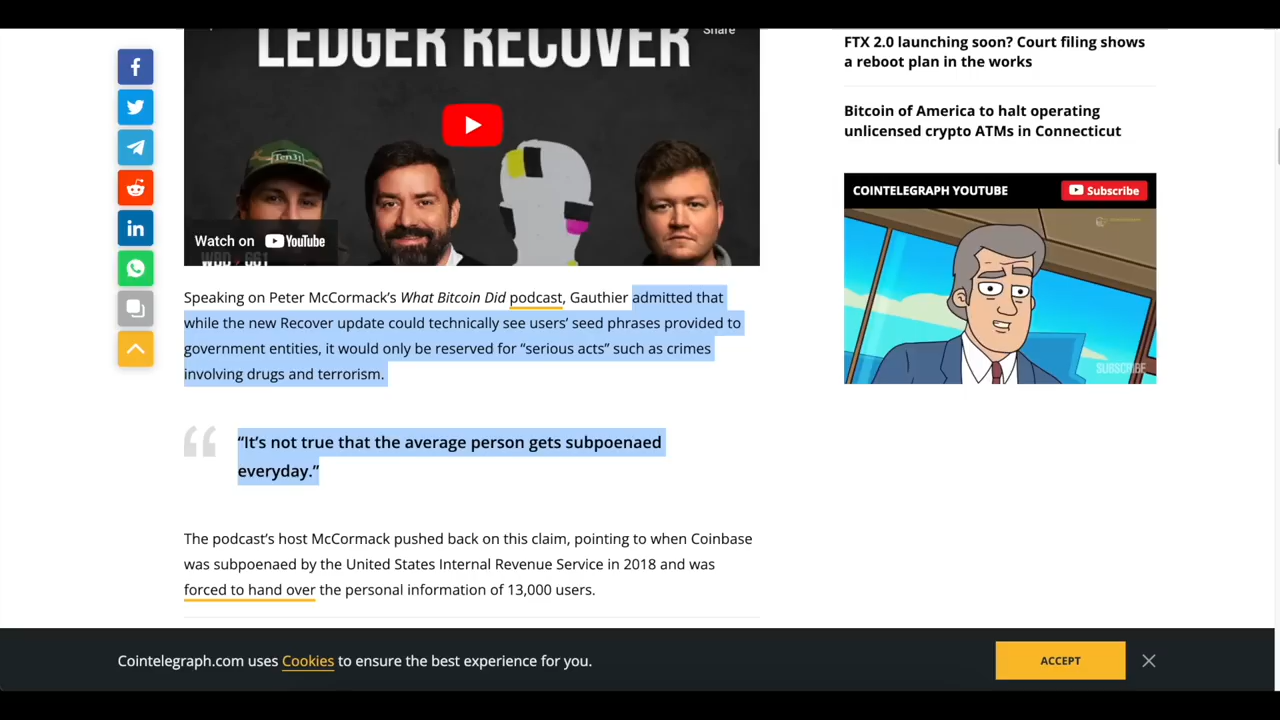 LEDGER RECOVER
Share
Ten31
Watch on YouTube
WBD 661
Speaking on Peter McCormack’s What Bitcoin Did podcast, Gauthier admitted that
while the new Recover update could technically see users’ seed phrases provided to
government entities, it would only be reserved for “serious acts” such as crimes
involving drugs and terrorism.
“It’s not true that the average person gets subpoenaed
everyday.”
The podcast’s host McCormack pushed back on this claim, pointing to when Coinbase
was subpoenaed by the United States Internal Revenue Service in 2018 and was
forced to hand over the personal information of 13,000 users.
FTX 2.0 launching soon? Court filing shows
a reboot plan in the works
Bitcoin of America to halt operating
unlicensed crypto ATMs in Connecticut
COINTELEGRAPH YOUTUBE
Subscribe
SUBSCRIBE
Cointelegraph.com uses Cookies to ensure the best experience for you.
ACCEPT